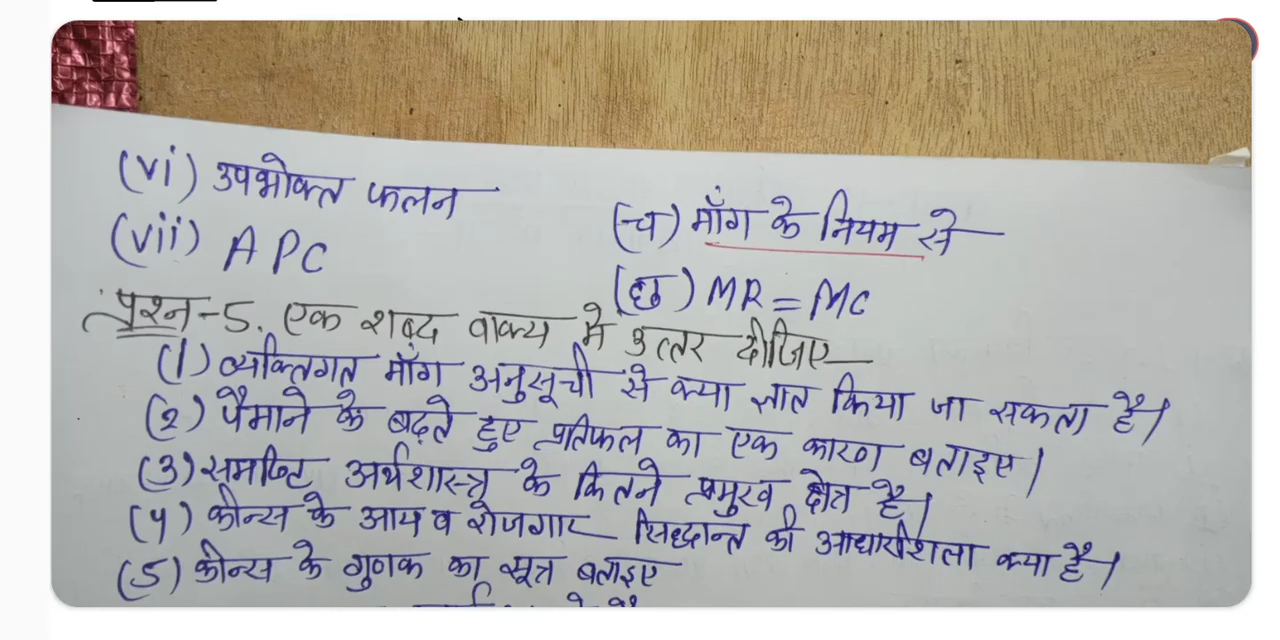 (vi) उपभोक्त फलन
(च) माँग के नियम से
(vii) APC
(छ) MR = MC
प्रश्न-5. एक शब्द वाक्य में उत्तर दीजिए
(1) व्यक्तिगत माँग अनुसूची से क्या ज्ञात किया जा सकता है।
(2) पैमाने के बढ़ते हुए प्रतिफल का एक कारण बताइए।
(3) समष्टि अर्थशास्त्र के कितने प्रमुख क्षेत्र है।
(4) कीन्स के आय व रोजगार सिद्धान्त की आधारशिला क्या है।
(5) कीन्स के गुणक का सूत्र बताइए